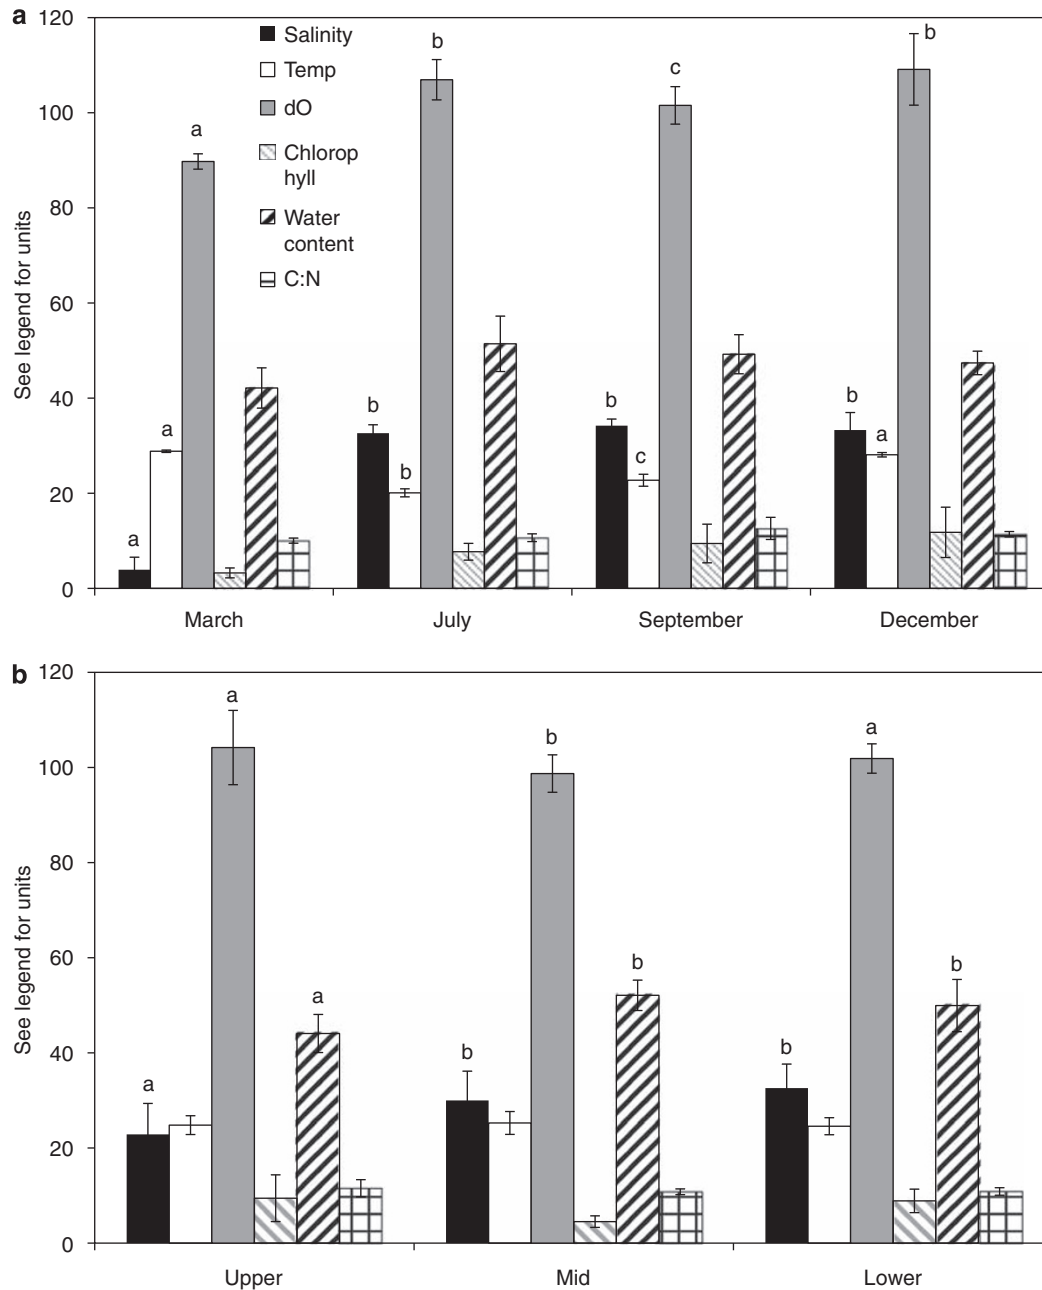 a
120
100
80
60
40
20
0
See legend for units
Salinity
Temp
dO
Chlorop
hyll
Water
content
C:N
a a a
b b b
b c c
b a b
March July September December
b
120
100
80
60
40
20
0
See legend for units
a a a
b b b
b a b
Upper Mid Lower